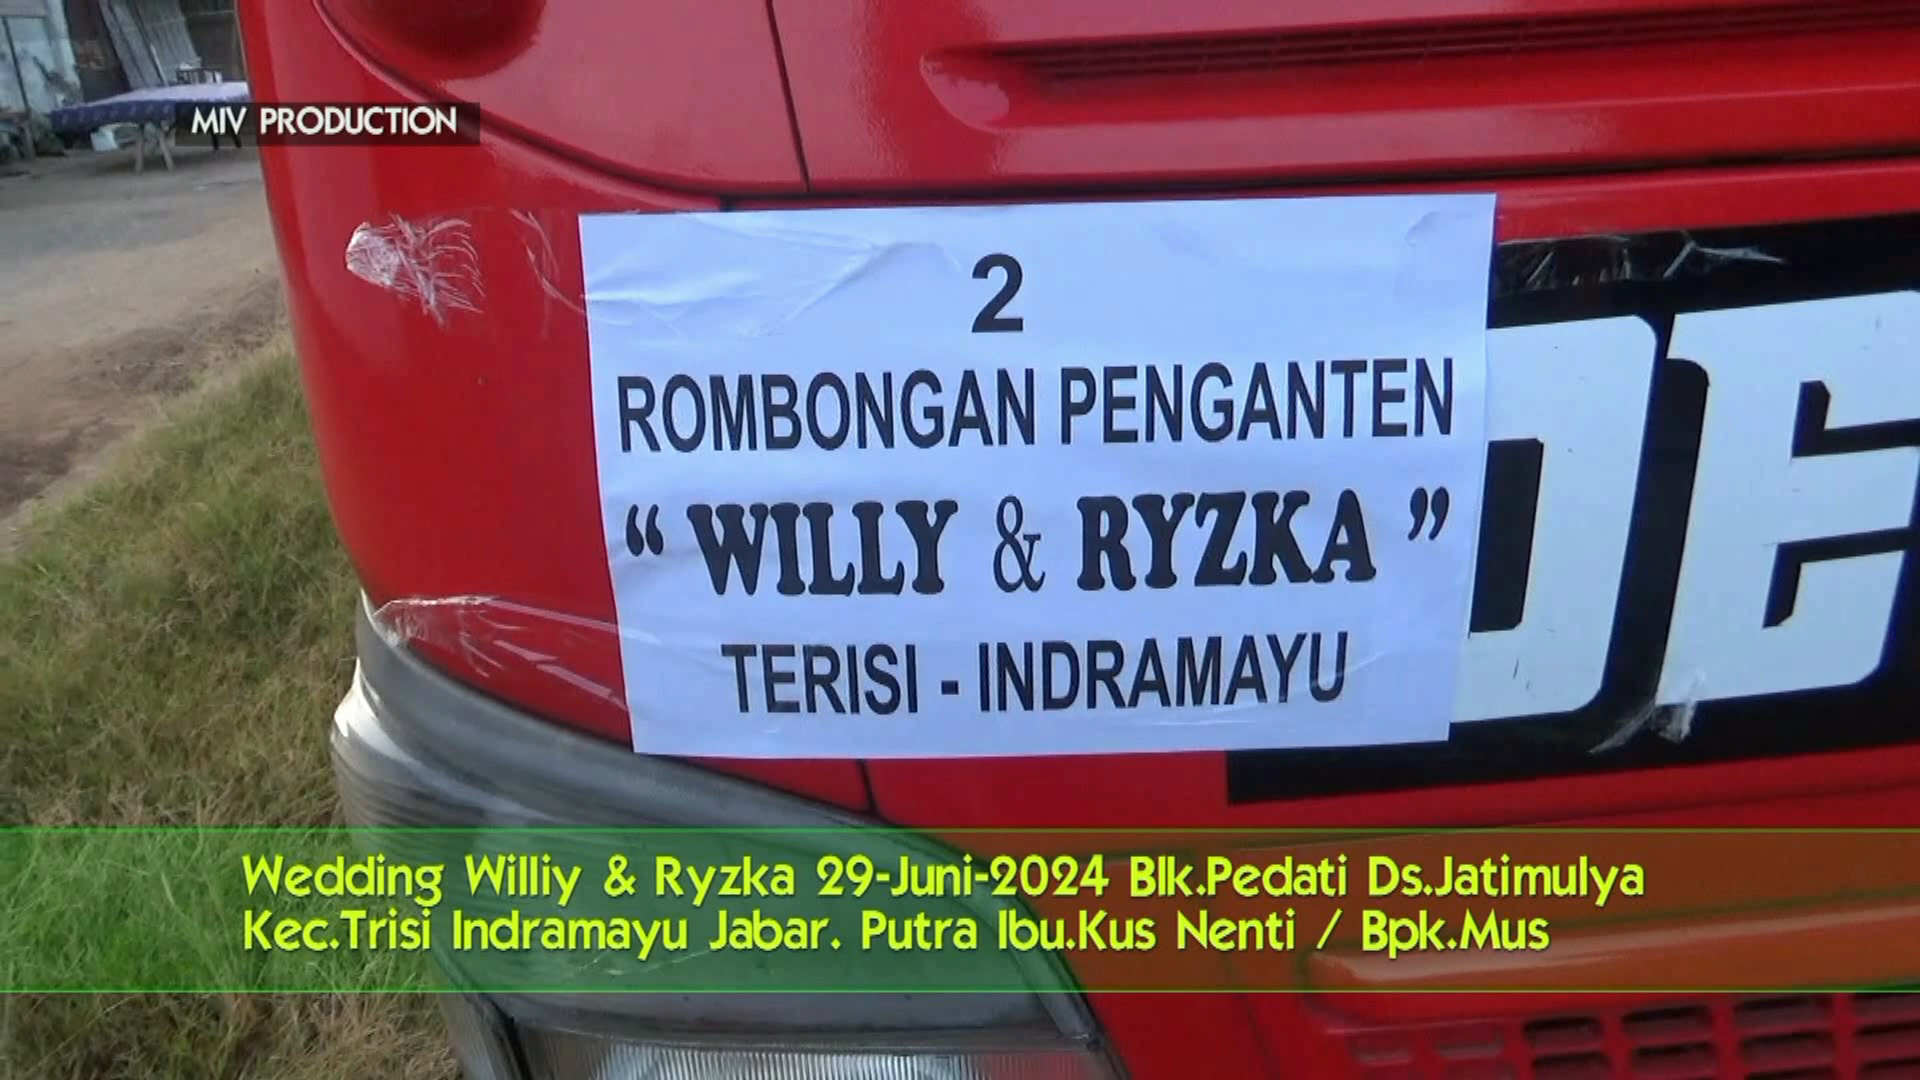 MIV PRODUCTION
2
ROMBONGAN PENGANTEN
“ WILLY & RYZKA ”
TERISI - INDRAMAYU
DE
Wedding Williy & Ryzka 29-Juni-2024 Blk.Pedati Ds.Jatimulya
Kec.Trisi Indramayu Jabar. Putra Ibu.Kus Nenti / Bpk.Mus